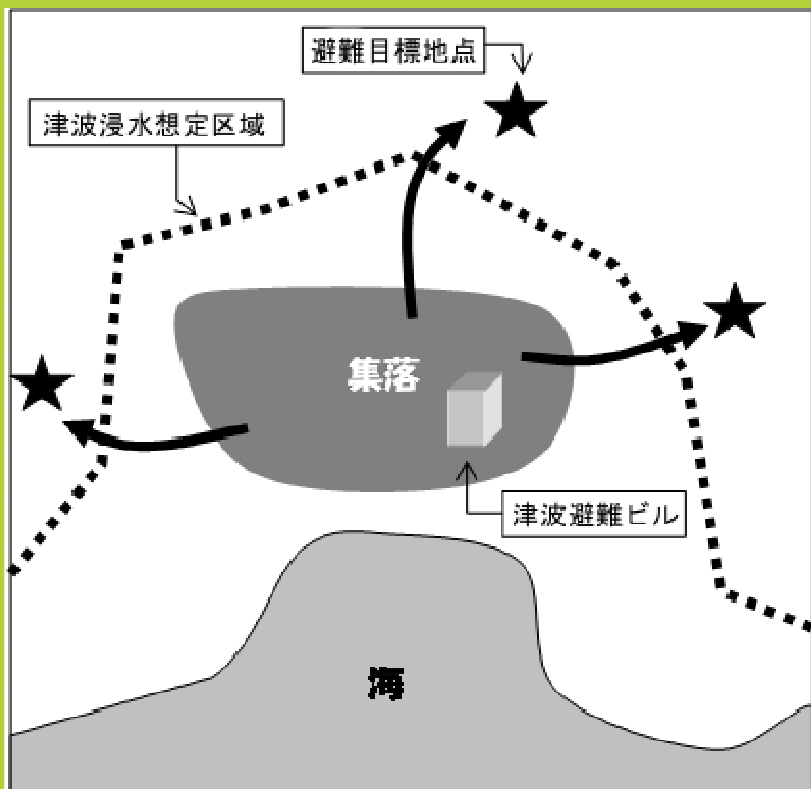 避難目標地点
津波浸水想定区域
集落
津波避難ビル
海